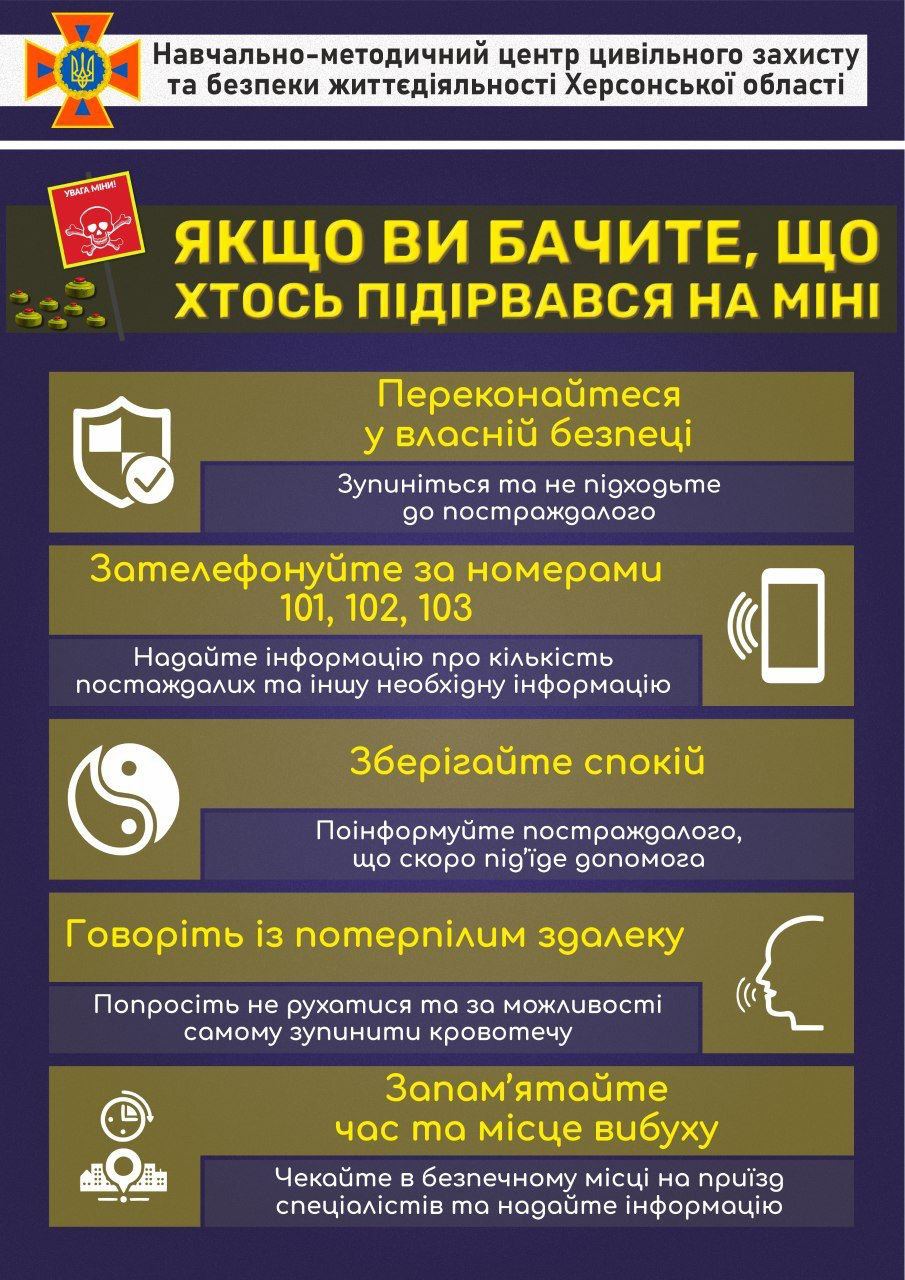 Навчально-методичний центр цивільного захисту
та безпеки життєдіяльності Херсонської області
УВАГА МІНИ!
ЯКЩО ВИ БАЧИТЕ, ЩО
ХТОСЬ ПІДІРВАВСЯ НА МІНІ
Переконайтеся
у власній безпеці
Зупиніться та не підходьте
до постраждалого
Зателефонуйте за номерами
101, 102, 103
Надайте інформацію про кількість
постаждалих та іншу необхідну інформацію
Зберігайте спокій
Поінформуйте постраждалого,
що скоро під’їде допомога
Говоріть із потерпілим здалеку
Попросіть не рухатися та за можливості
самому зупинити кровотечу
Запам’ятайте
час та місце вибуху
Чекайте в безпечному місці на приїзд
спеціалістів та надайте інформацію